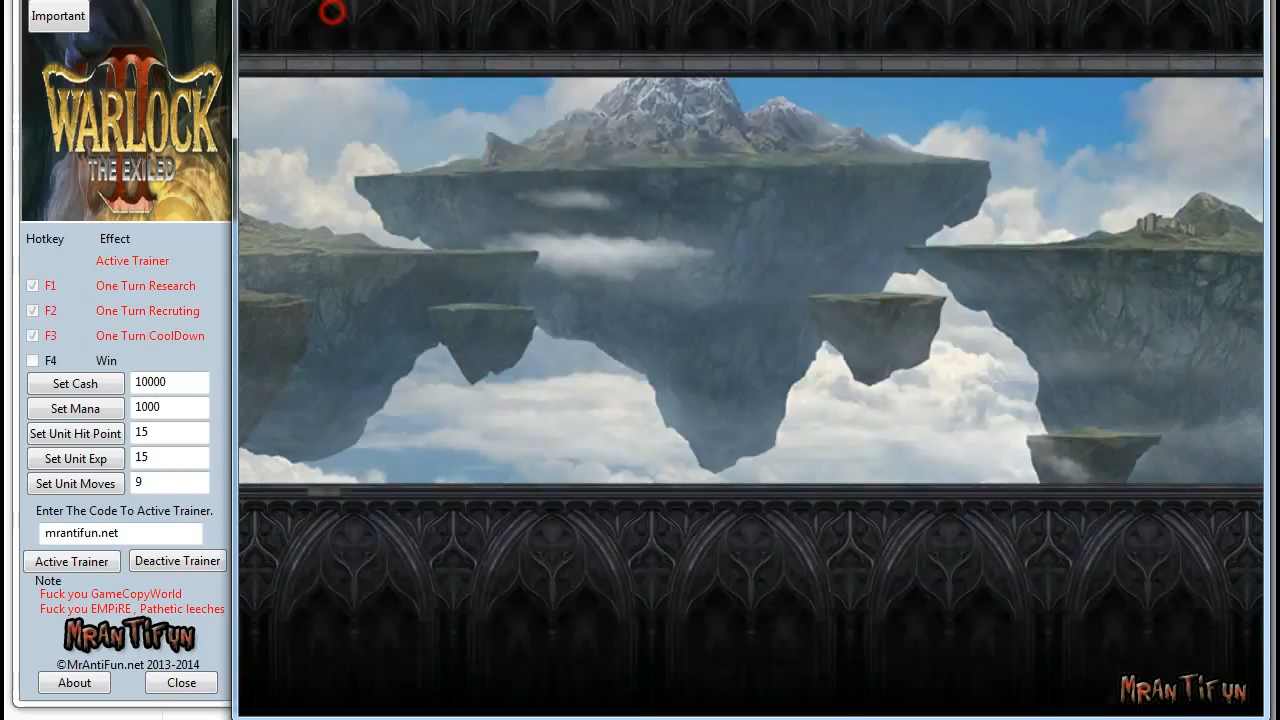 Important
WARLOCK
II
THE EXILED
Hotkey Effect
Active Trainer
F1 One Turn Research
F2 One Turn Recruting
F3 One Turn CoolDown
F4 Win
Set Cash 10000
Set Mana 1000
Set Unit Hit Point 15
Set Unit Exp 15
Set Unit Moves 9
Enter The Code To Active Trainer.
mrantifun.net
Active Trainer Deactive Trainer
Note
Fuck you GameCopyWorld
Fuck you EMPiRE , Pathetic leeches
MRANTIFUN
©MrAntiFun.net 2013-2014
About Close
MRANTIFUN